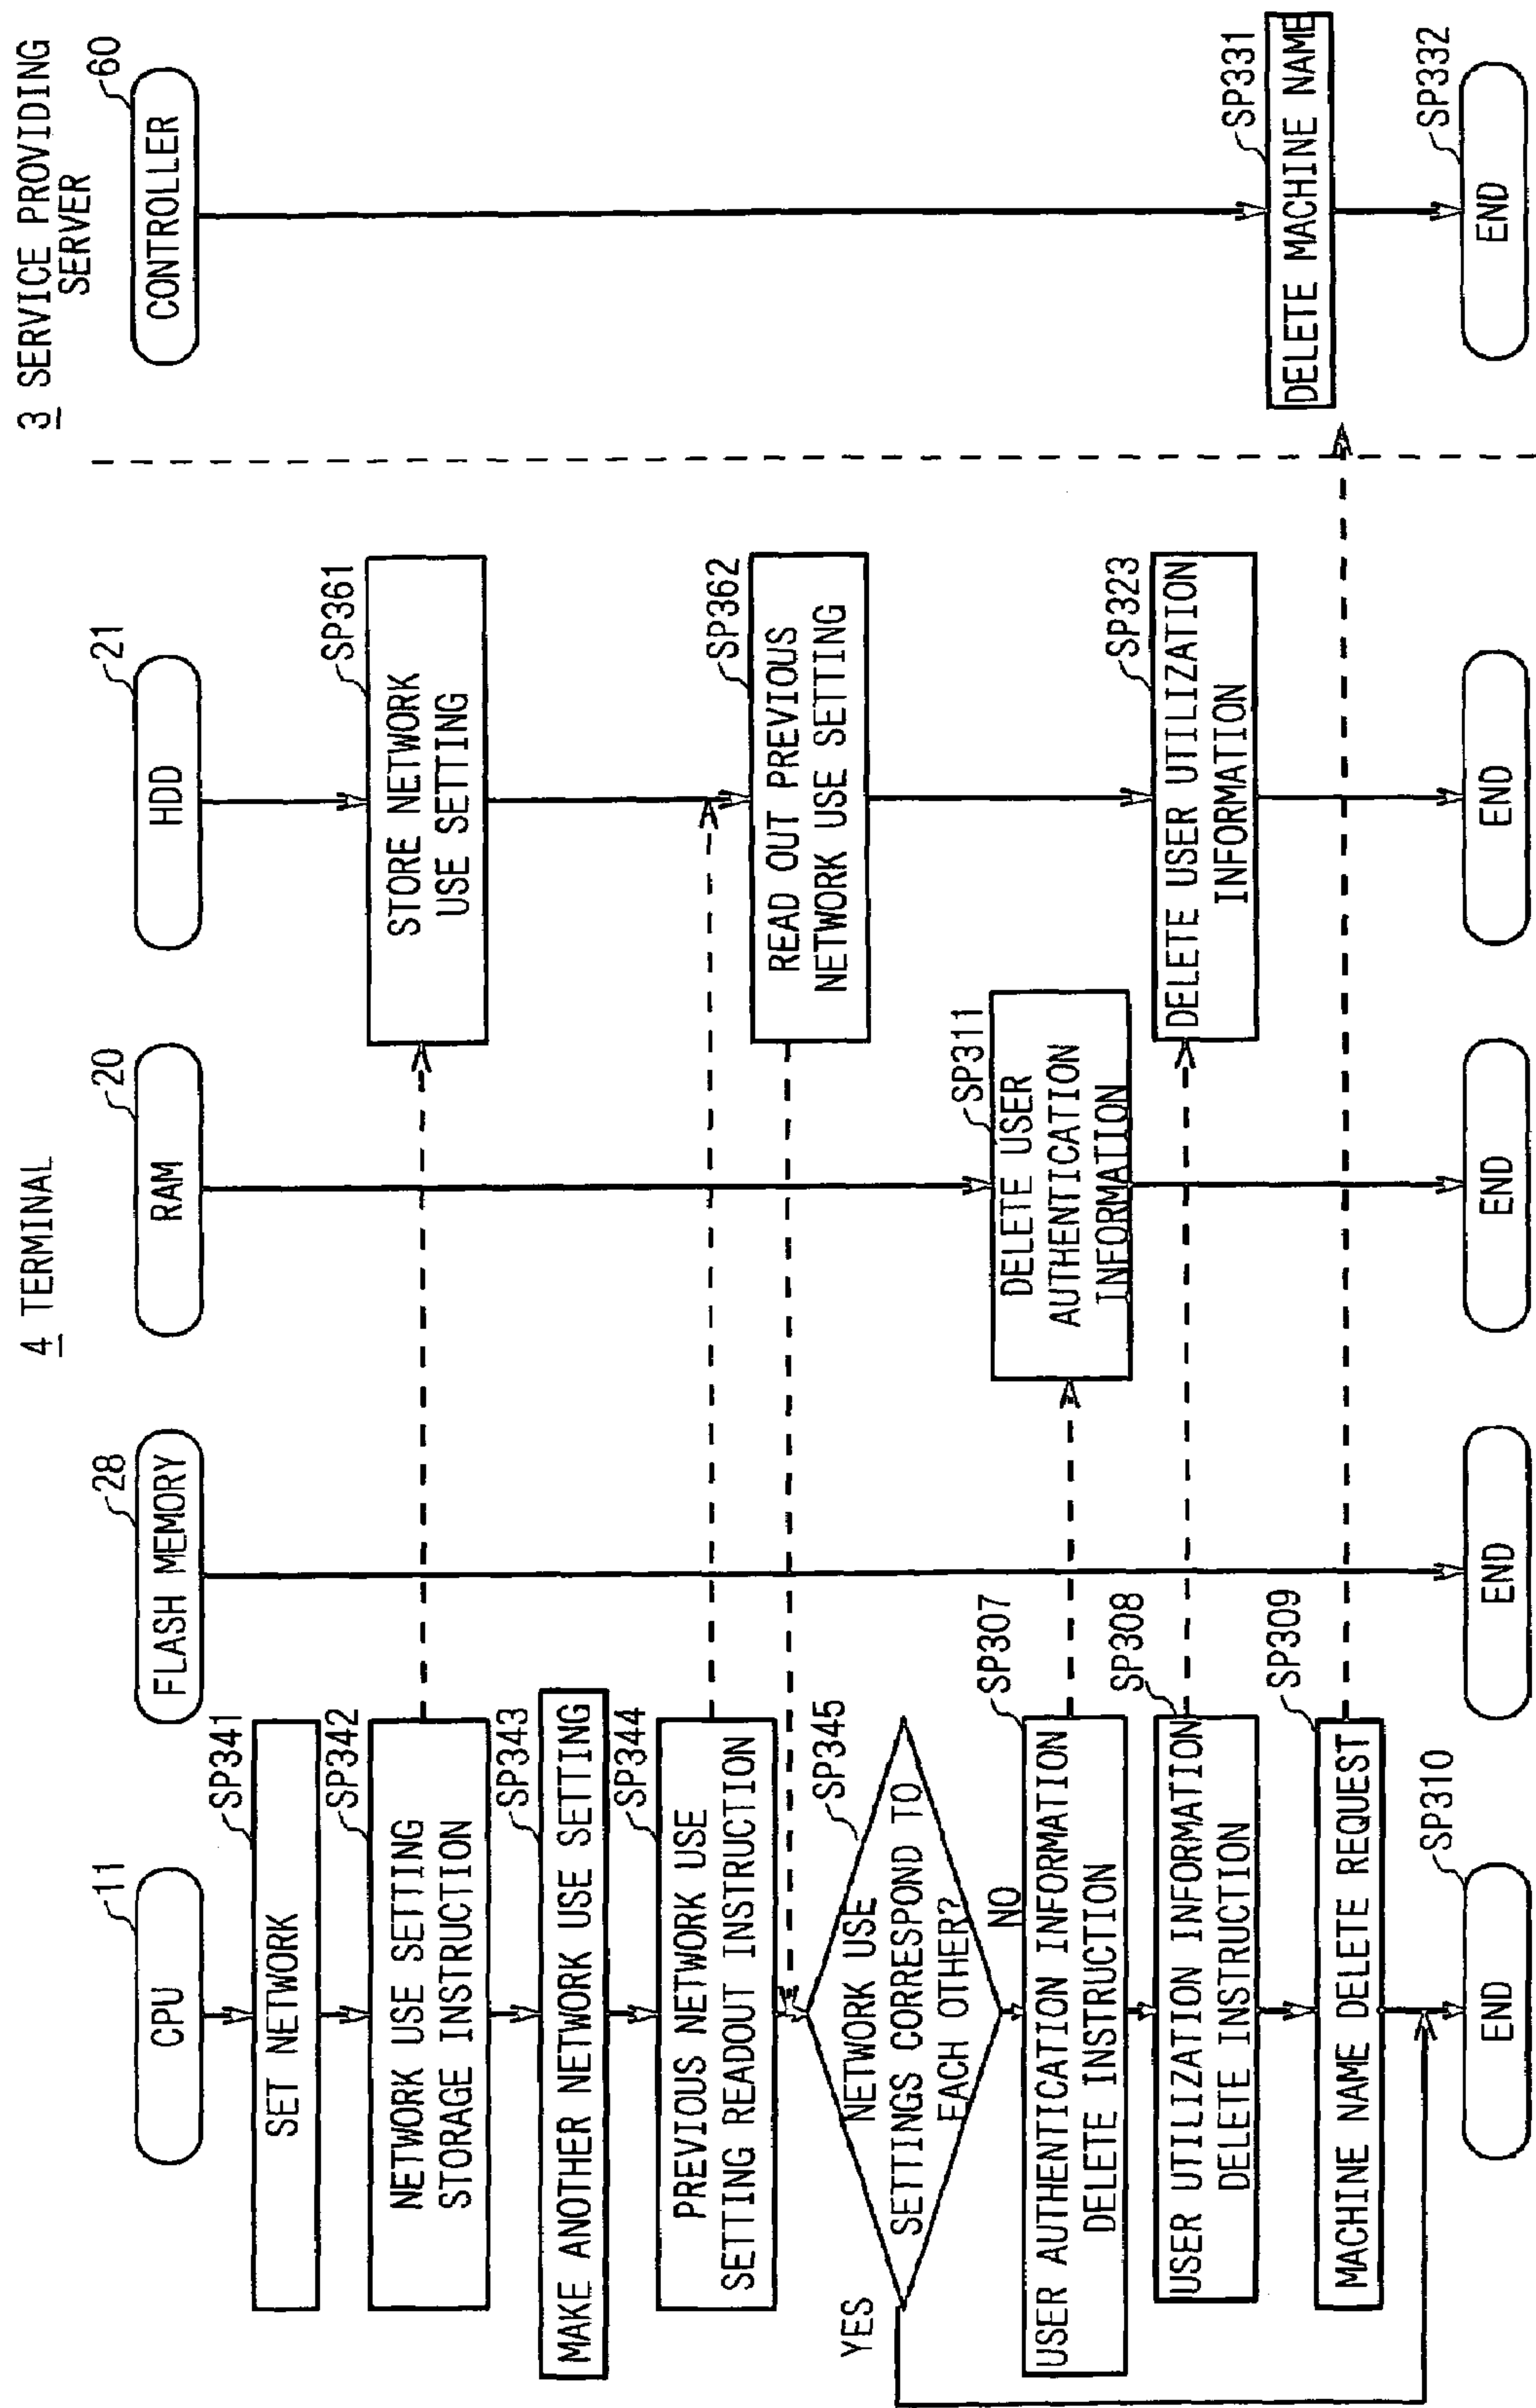 4 TERMINAL
3 SERVICE PROVIDING
SERVER
11
CPU
28
FLASH MEMORY
20
RAM
21
HDD
60
CONTROLLER
SP341
SET NETWORK
SP342
NETWORK USE SETTING
STORAGE INSTRUCTION
SP361
STORE NETWORK
USE SETTING
SP343
MAKE ANOTHER NETWORK USE SETTING
SP344
PREVIOUS NETWORK USE
SETTING READOUT INSTRUCTION
SP362
READ OUT PREVIOUS
NETWORK USE SETTING
SP345
NETWORK USE
SETTINGS CORRESPOND TO
EACH OTHER?
YES
NO
SP307
USER AUTHENTICATION INFORMATION
DELETE INSTRUCTION
SP311
DELETE USER
AUTHENTICATION
INFORMATION
SP308
USER UTILIZATION INFORMATION
DELETE INSTRUCTION
SP323
DELETE USER UTILIZATION
INFORMATION
SP309
MACHINE NAME DELETE REQUEST
SP331
DELETE MACHINE NAME
SP310
END
END
END
END
SP332
END